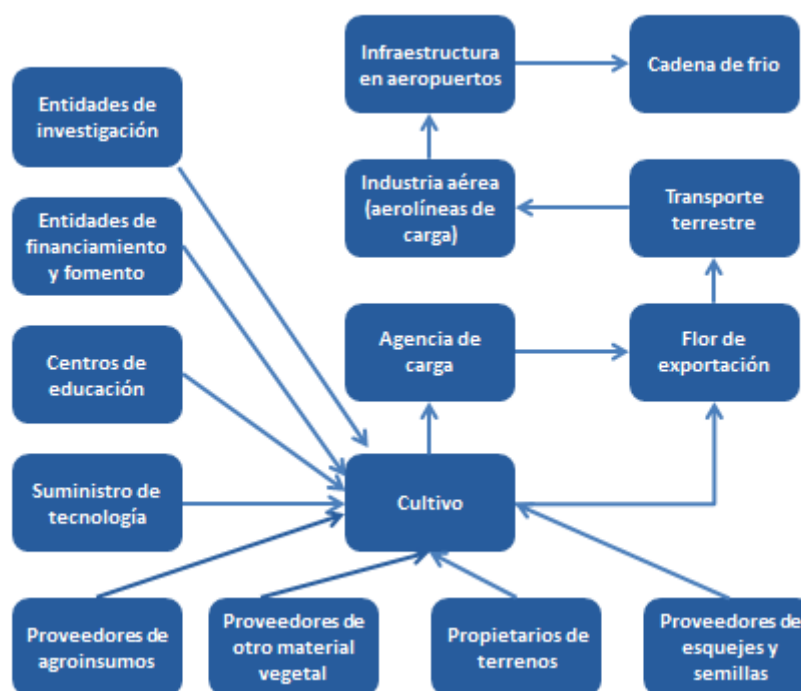 Infraestructura
en aeropuertos
Cadena de frio
Entidades de
investigación
Industria aérea
(aerolíneas de
carga)
Transporte
terrestre
Entidades de
financiamiento
y fomento
Agencia de
carga
Flor de
exportación
Centros de
educación
Suministro de
tecnología
Cultivo
Proveedores de
agroinsumos
Proveedores de
otro material
vegetal
Propietarios de
terrenos
Proveedores de
esquejes y
semillas